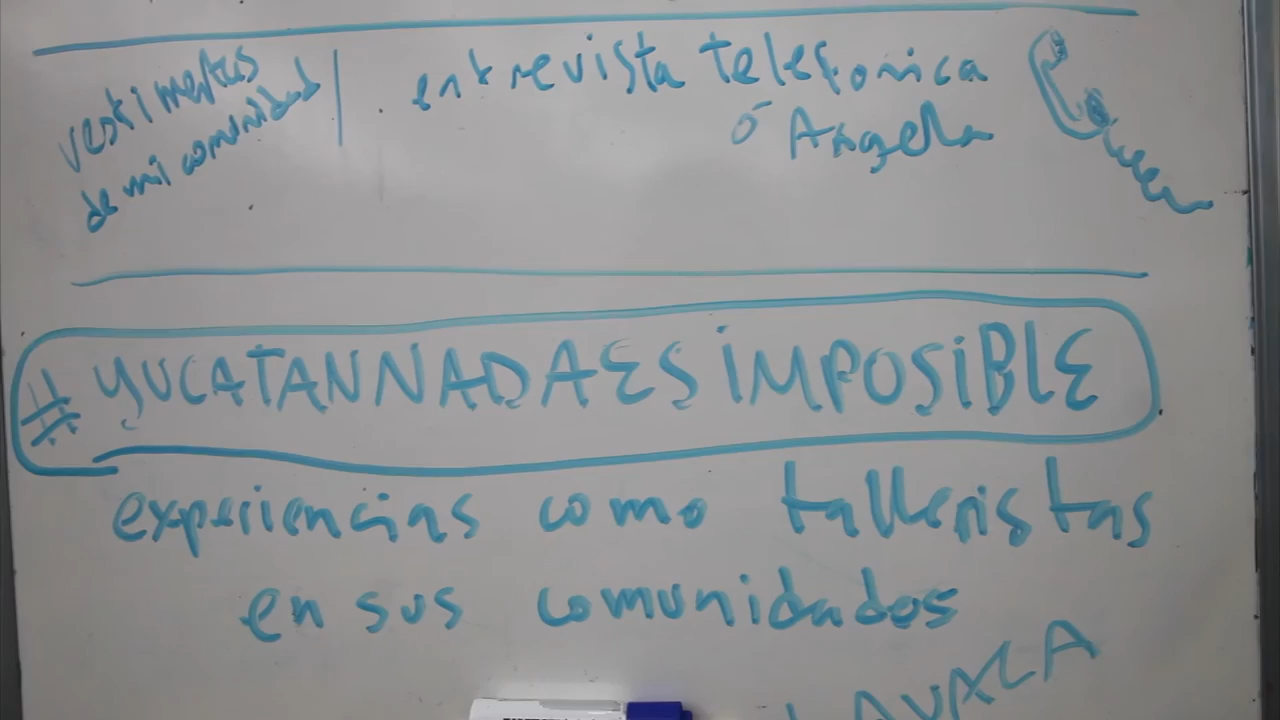 vestimentas
de mi comunidad
entrevista telefonica
ó Angela
#YUCATANNADAESIMPOSIBLE
experiencias como talleristas
en sus comunidades